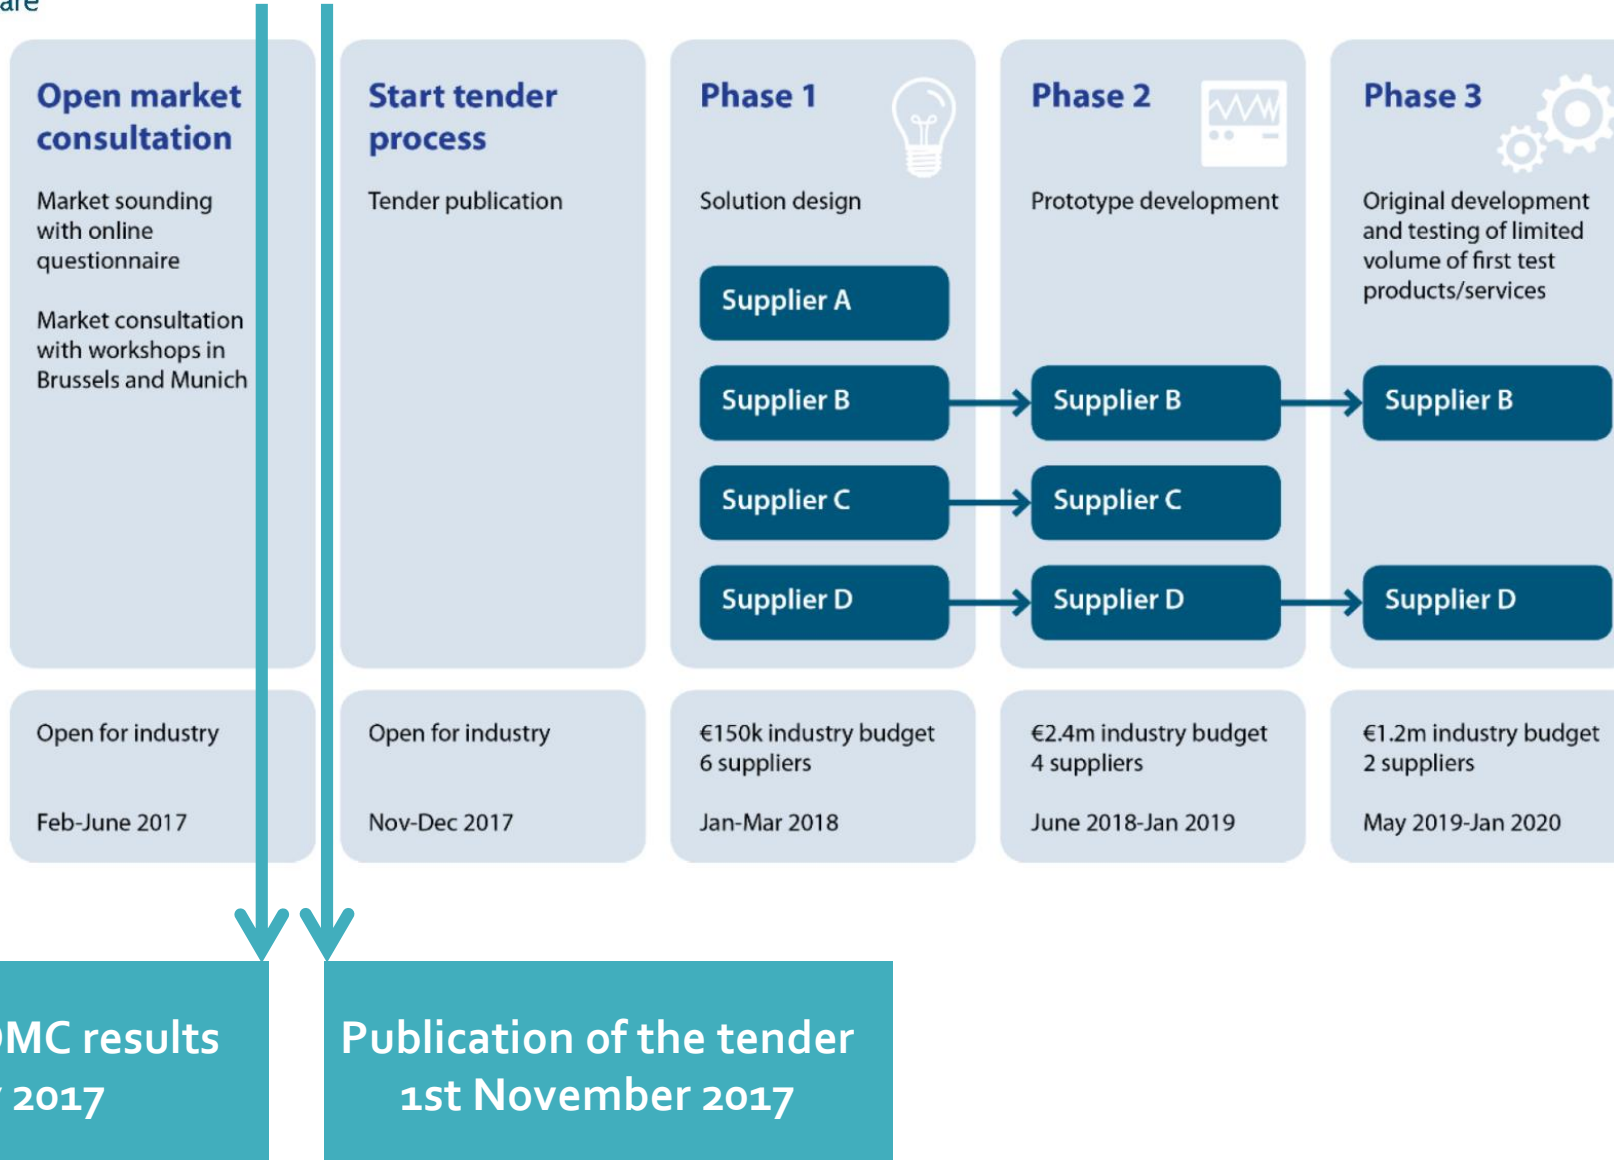 Open market
consultation
Market sounding
with online
questionnaire
Market consultation
with workshops in
Brussels and Munich
Open for industry
Feb-June 2017
Start tender
process
Tender publication
Open for industry
Nov-Dec 2017
Phase 1
Solution design
Supplier A
Supplier B
Supplier C
Supplier D
€150k industry budget
6 suppliers
Jan-Mar 2018
Phase 2
Prototype development
Supplier B
Supplier C
Supplier D
€2.4m industry budget
4 suppliers
June 2018-Jan 2019
Phase 3
Original development
and testing of limited
volume of first test
products/services
Supplier B
Supplier D
€1.2m industry budget
2 suppliers
May 2019-Jan 2020
results
2017
Publication of the tender
1st November 2017